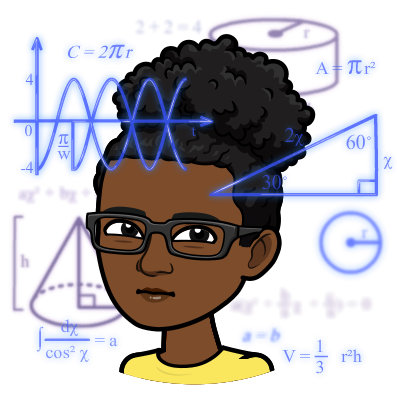 2 + 2 = 4
C = 2πr
r
A = πr²
4
0
t
π/w
-4
2χ
60°
30°
χ
r
h
∫ dχ/cos² χ = a
a = b
V = 1/3 r²h